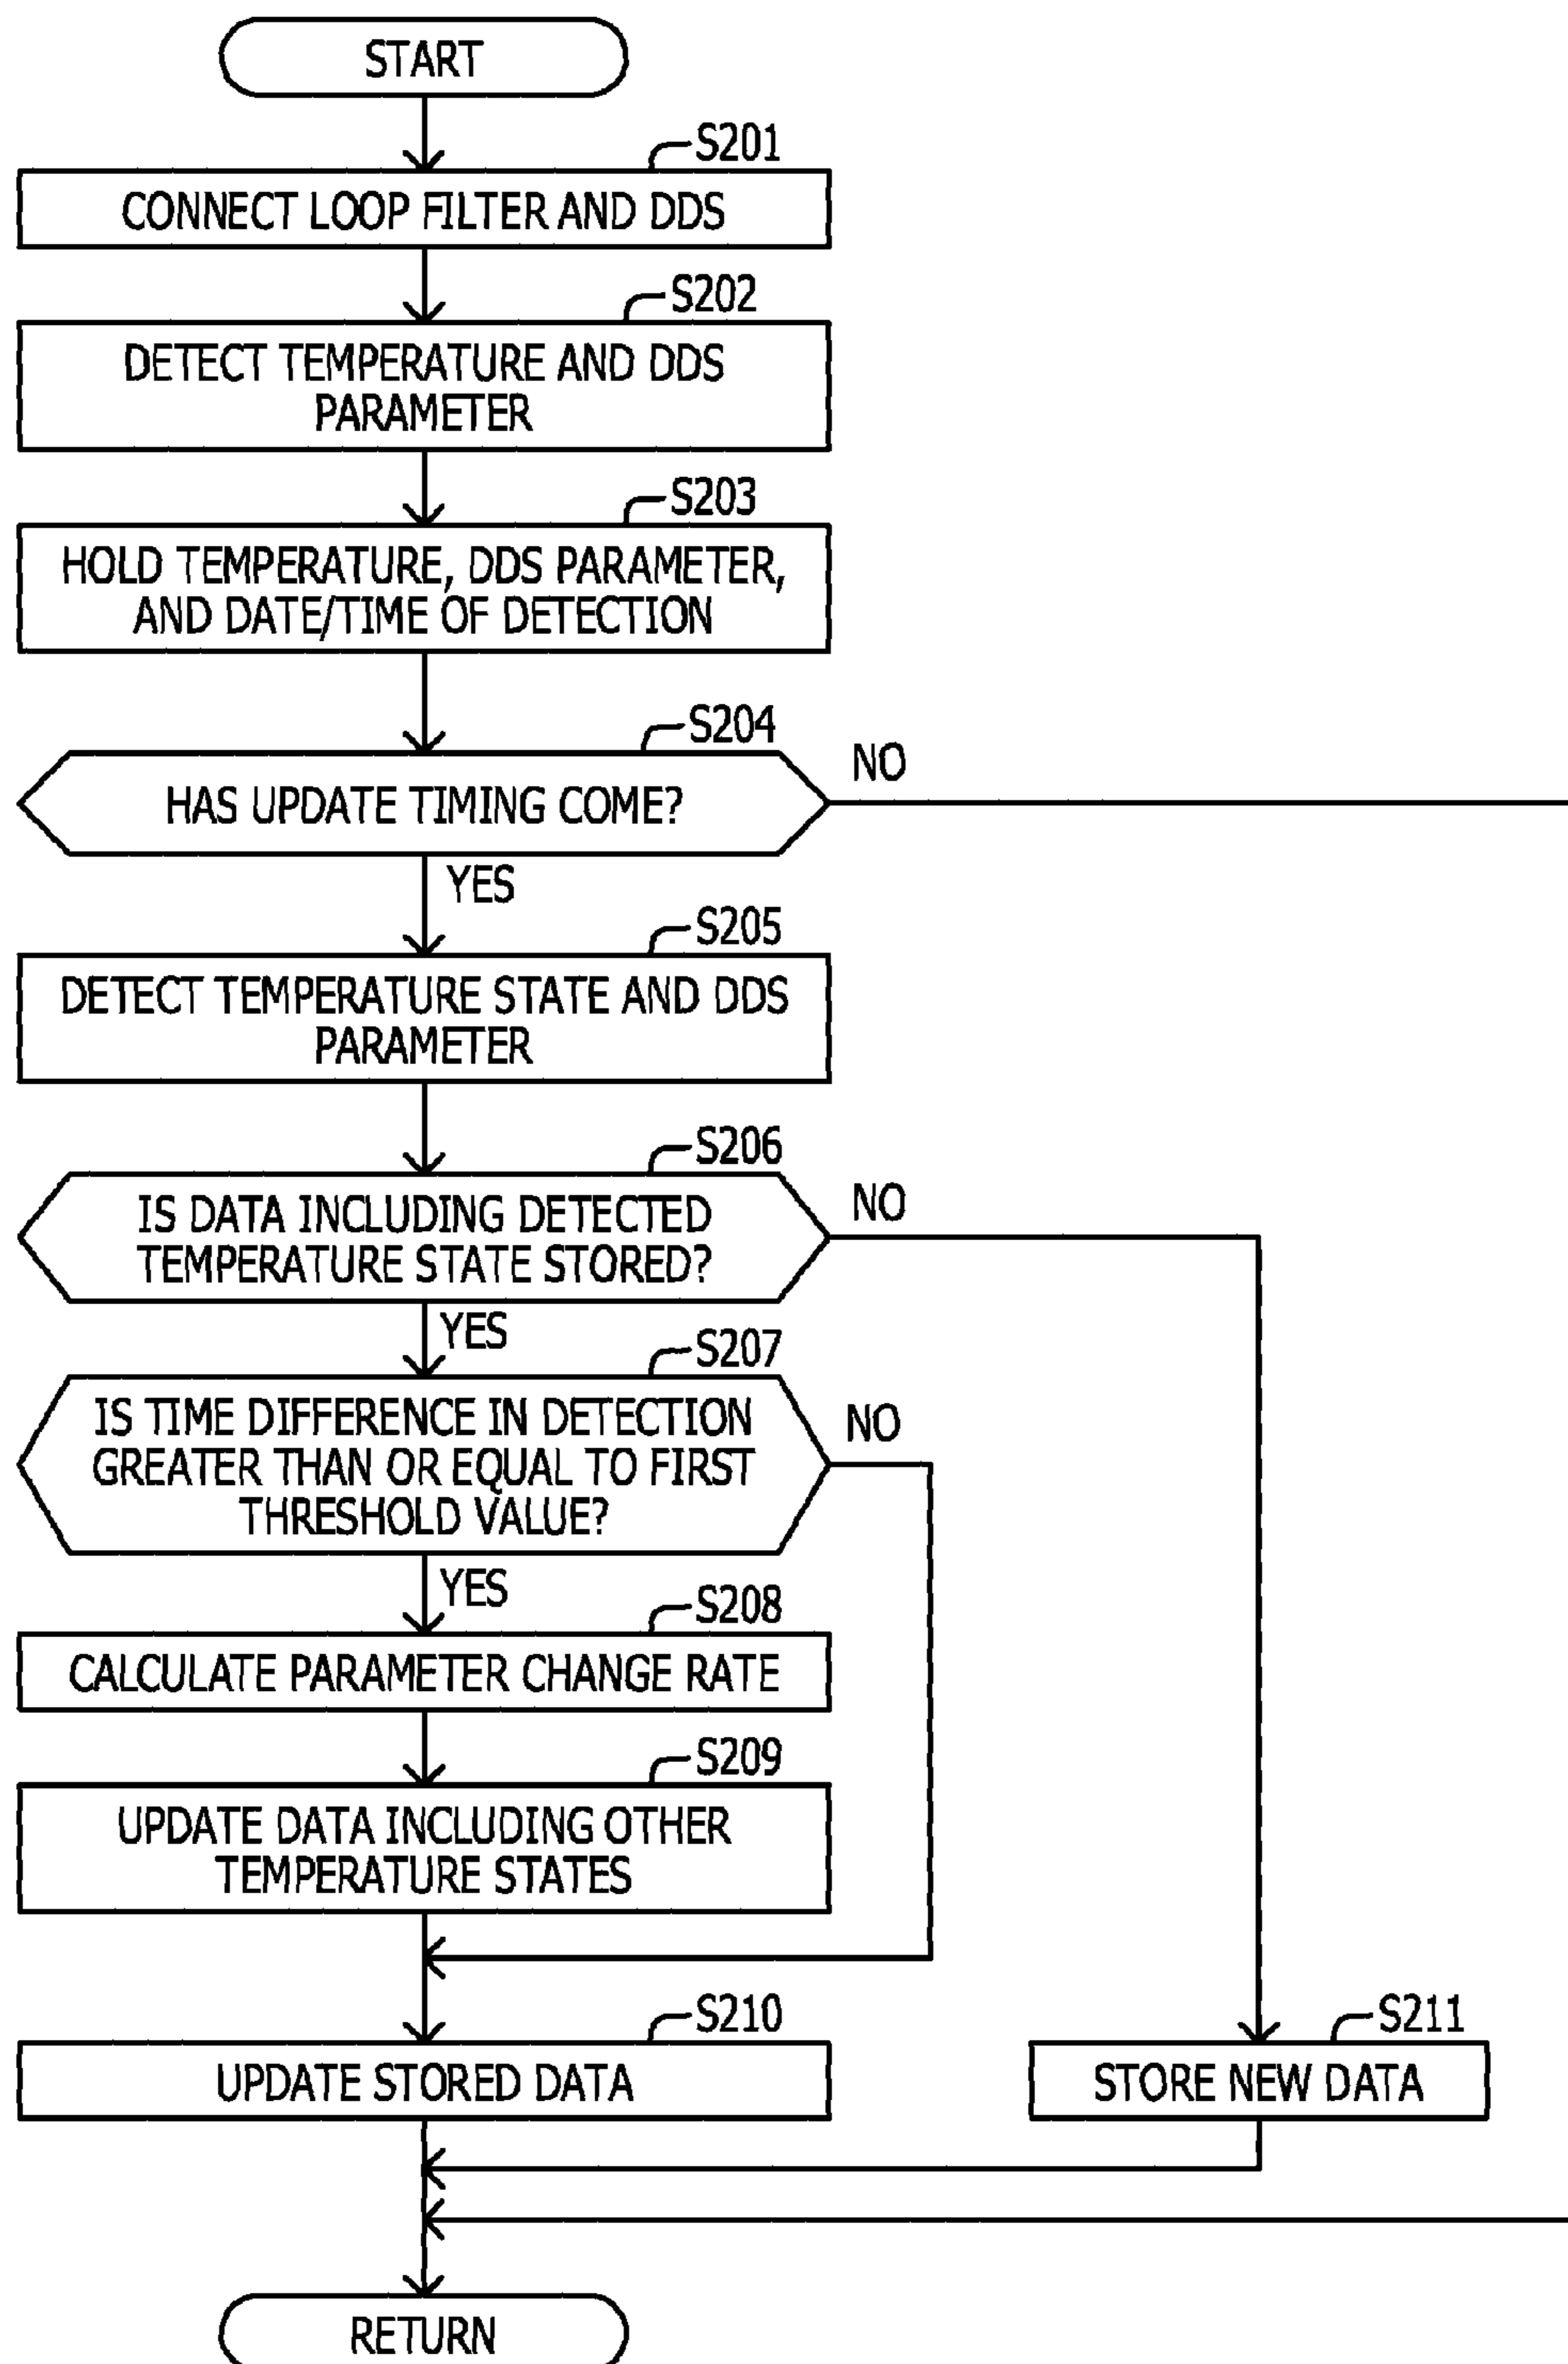 START
S201
CONNECT LOOP FILTER AND DDS
S202
DETECT TEMPERATURE AND DDS
PARAMETER
S203
HOLD TEMPERATURE, DDS PARAMETER,
AND DATE/TIME OF DETECTION
S204
HAS UPDATE TIMING COME?
NO
YES
S205
DETECT TEMPERATURE STATE AND DDS
PARAMETER
S206
IS DATA INCLUDING DETECTED
TEMPERATURE STATE STORED?
NO
YES
S207
IS TIME DIFFERENCE IN DETECTION
GREATER THAN OR EQUAL TO FIRST
THRESHOLD VALUE?
NO
YES
S208
CALCULATE PARAMETER CHANGE RATE
S209
UPDATE DATA INCLUDING OTHER
TEMPERATURE STATES
S210
UPDATE STORED DATA
S211
STORE NEW DATA
RETURN